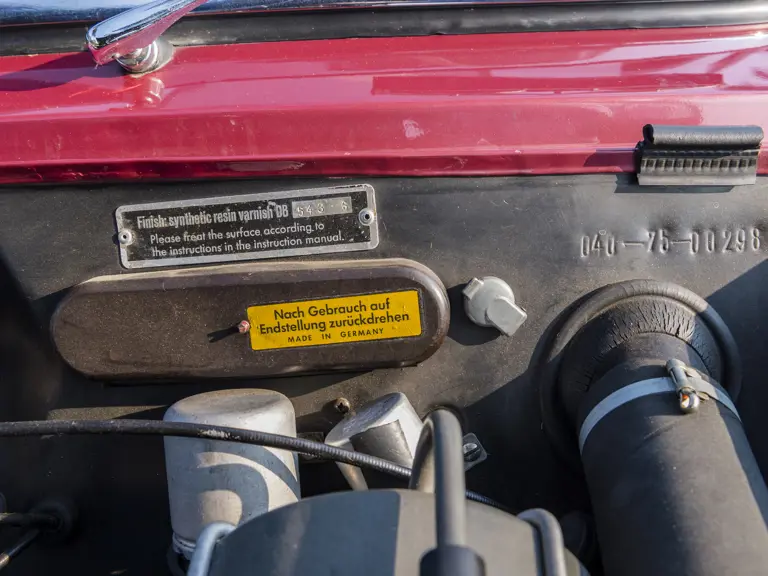 Finish: synthetic resin varnish DB 543-G
Please treat the surface according to
the instructions in the instruction manual.
040-75-00298
Nach Gebrauch auf
Endstellung zurückdrehen
MADE IN GERMANY